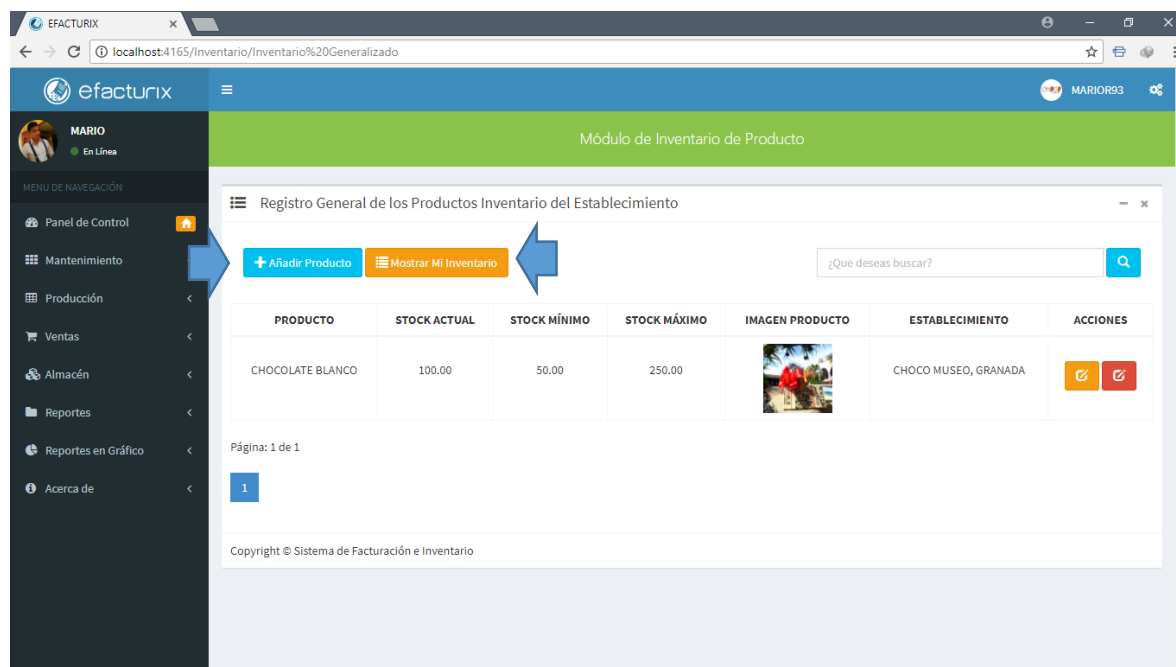 EFACTURIX
localhost:4165/Inventario/Inventario%20Generalizado
efacturix
MARIOR93
MARIO
En Línea
Módulo de Inventario de Producto
MENU DE NAVEGACIÓN
Panel de Control
Mantenimiento
Producción
Ventas
Almacén
Reportes
Reportes en Gráfico
Acerca de
Registro General de los Productos Inventario del Establecimiento
Añadir Producto
Mostrar Mi Inventario
¿Que deseas buscar?
PRODUCTO STOCK ACTUAL STOCK MÍNIMO STOCK MÁXIMO IMAGEN PRODUCTO ESTABLECIMIENTO ACCIONES
CHOCOLATE BLANCO 100.00 50.00 250.00 CHOCO MUSEO, GRANADA
Página: 1 de 1
1
Copyright © Sistema de Facturación e Inventario